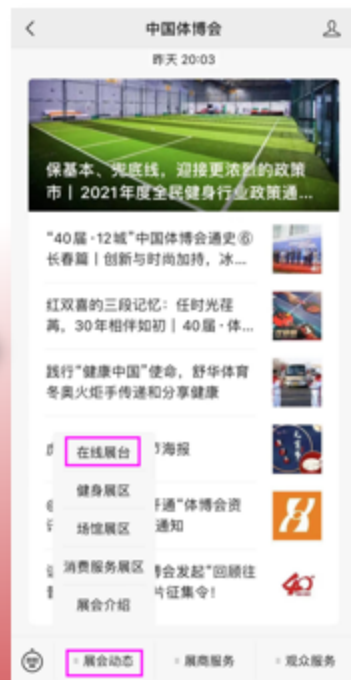 中国体博会
昨天 20:03
保基本、兜底线，迎接更浓烈的政策
市｜2021年度全民健身行业政策通...
“40届·12城”中国体博会通史⑥
长春篇｜创新与时尚加持，冰...
红双喜的三段记忆：任时光荏
苒，30年相伴如初｜40届·体...
践行“健康中国”使命，舒华体育
冬奥火炬手传递和分享健康
节海报
开通“体博会资
通知
博会发起“回顾往
片征集令！
在线展台
健身展区
场馆展区
消费服务展区
展会介绍
展会动态
展商服务
观众服务